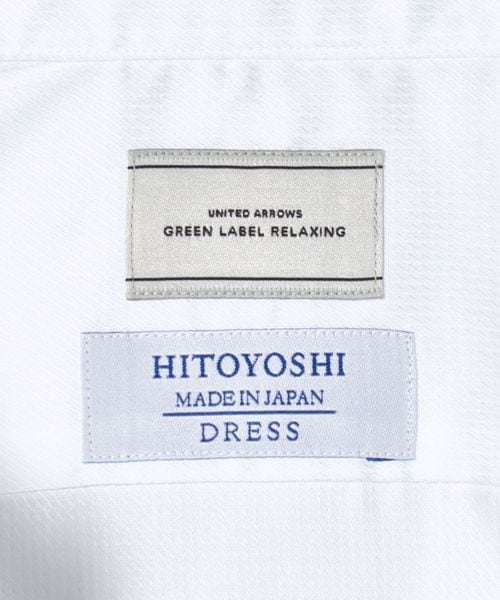 UNITED ARROWS
GREEN LABEL RELAXING
HITOYOSHI
MADE IN JAPAN
DRESS